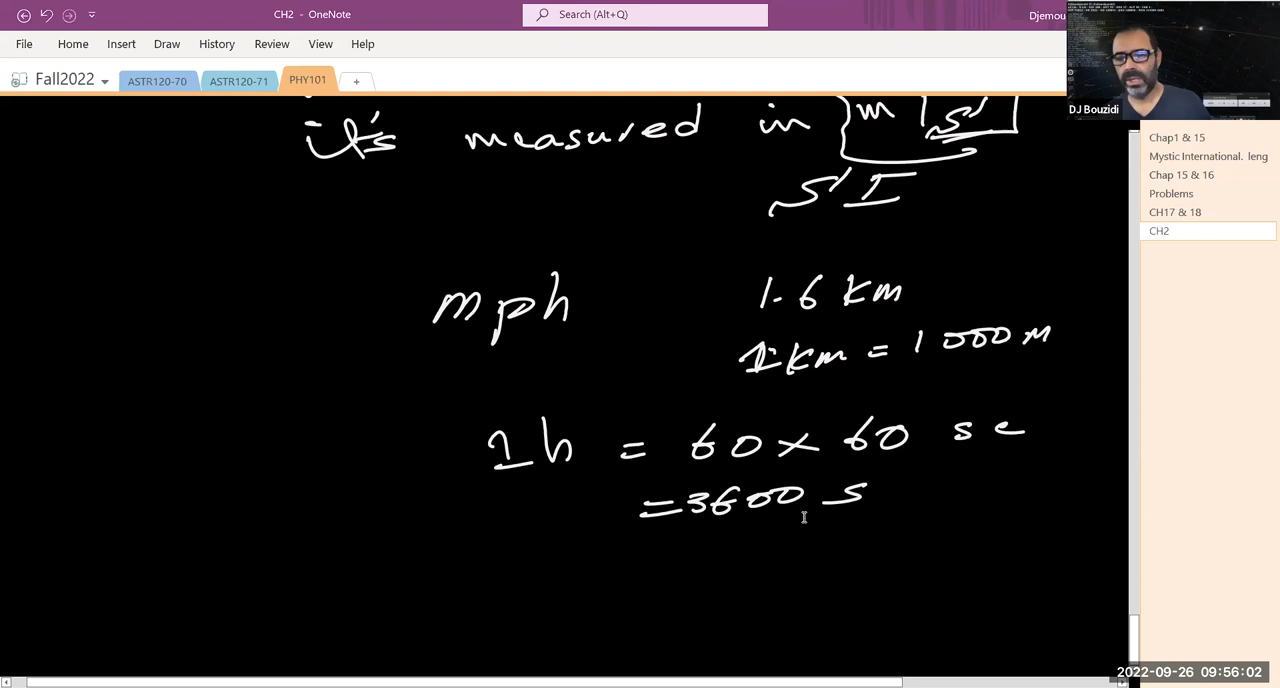 CH2 - OneNote
Search (Alt+Q)
Djemou
File Home Insert Draw History Review View Help
Fall2022 ASTR120-70 ASTR120-71 PHY101 +
DJ Bouzidi
it's measured in m S
SI
mph 1.6 km
1 km = 1000 m
1h = 60 x 60 se
= 3600 s
Chap1 & 15
Mystic International. leng
Chap 15 & 16
Problems
CH17 & 18
CH2
2022-09-26 09:56:02